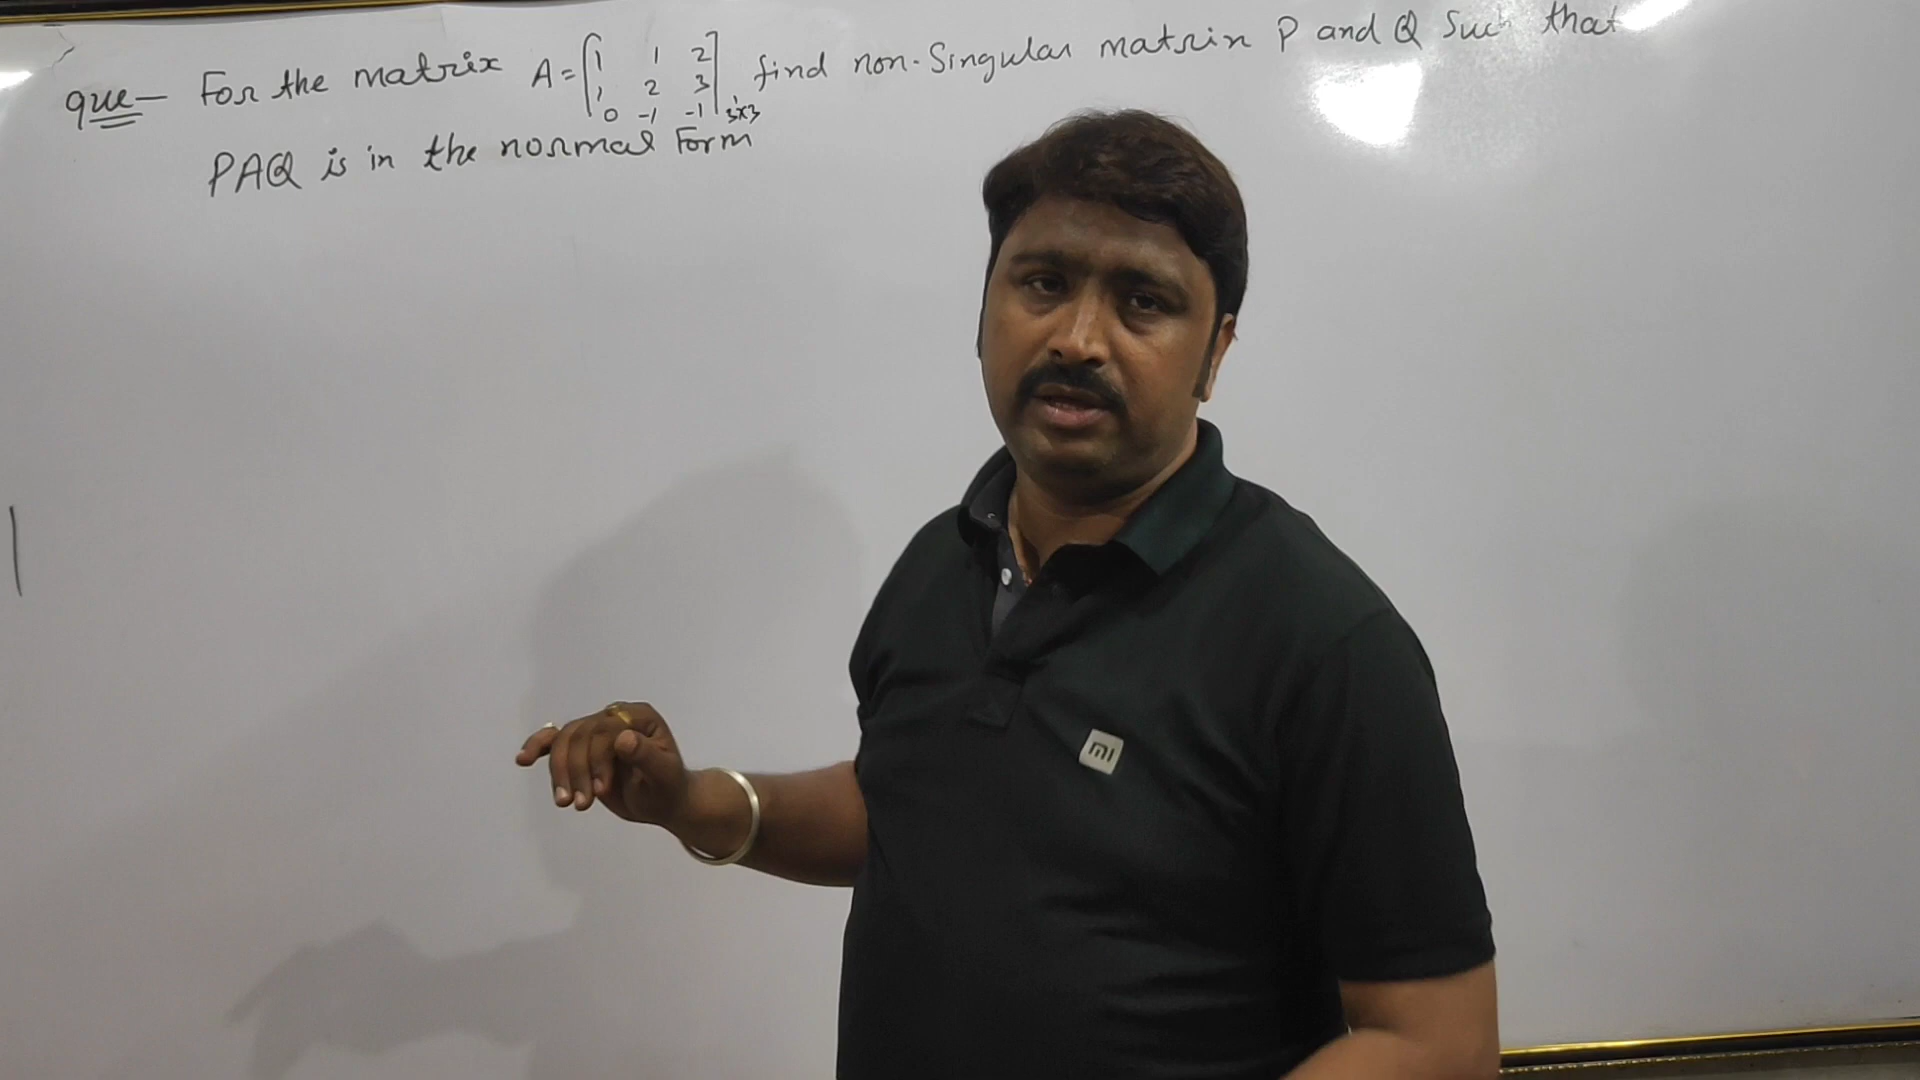 que- For the matrix A = [1 1 2
1 2 3
0 -1 -1]3x3, find non-Singular matrix P and Q Such that
PAQ is in the normal Form
mi